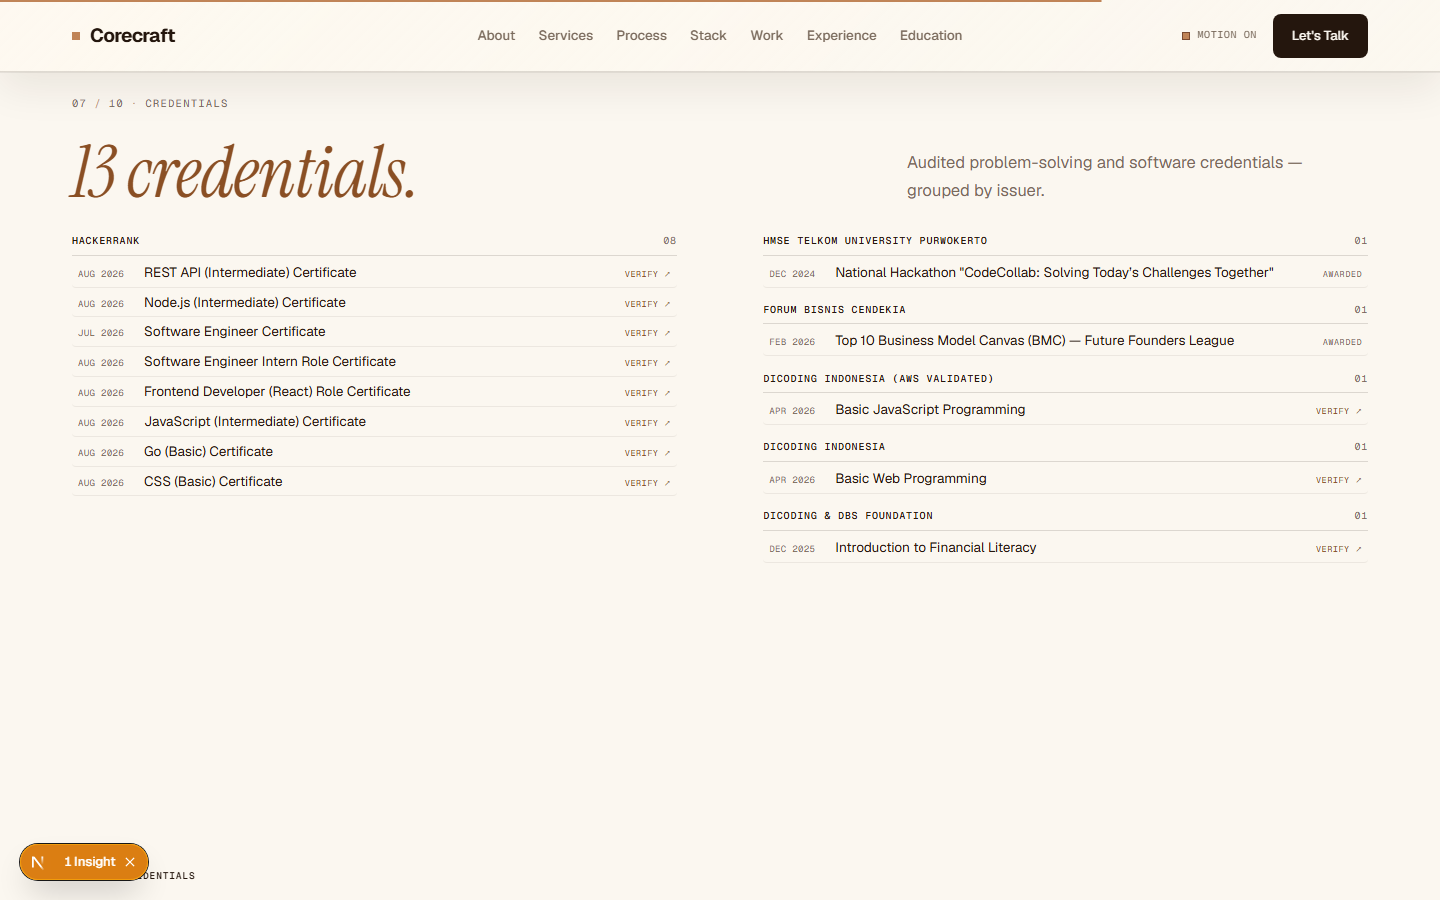 Corecraft
About Services Process Stack Work Experience Education
MOTION ON
Let's Talk
07 / 10 · CREDENTIALS
13 credentials.
Audited problem-solving and software credentials —
grouped by issuer.
HACKERRANK 08
AUG 2026 REST API (Intermediate) Certificate VERIFY ↗
AUG 2026 Node.js (Intermediate) Certificate VERIFY ↗
JUL 2026 Software Engineer Certificate VERIFY ↗
AUG 2026 Software Engineer Intern Role Certificate VERIFY ↗
AUG 2026 Frontend Developer (React) Role Certificate VERIFY ↗
AUG 2026 JavaScript (Intermediate) Certificate VERIFY ↗
AUG 2026 Go (Basic) Certificate VERIFY ↗
AUG 2026 CSS (Basic) Certificate VERIFY ↗
HMSE TELKOM UNIVERSITY PURWOKERTO 01
DEC 2024 National Hackathon "CodeCollab: Solving Today's Challenges Together" AWARDED
FORUM BISNIS CENDEKIA 01
FEB 2026 Top 10 Business Model Canvas (BMC) — Future Founders League AWARDED
DICODING INDONESIA (AWS VALIDATED) 01
APR 2026 Basic JavaScript Programming VERIFY ↗
DICODING INDONESIA 01
APR 2026 Basic Web Programming VERIFY ↗
DICODING & DBS FOUNDATION 01
DEC 2025 Introduction to Financial Literacy VERIFY ↗
1 Insight